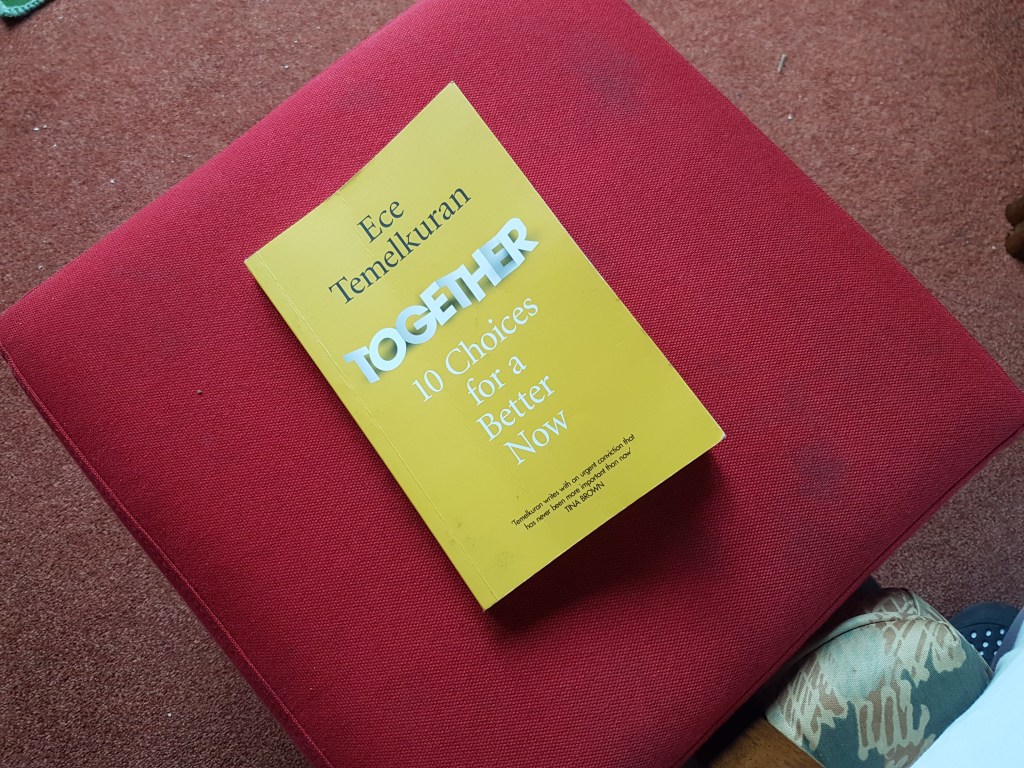 Ece
Temelkuran
TOGETHER
10 Choices
for a
Better
Now
'Temelkuran writes with an urgent conviction that
has never been more important than now'
TINA BROWN